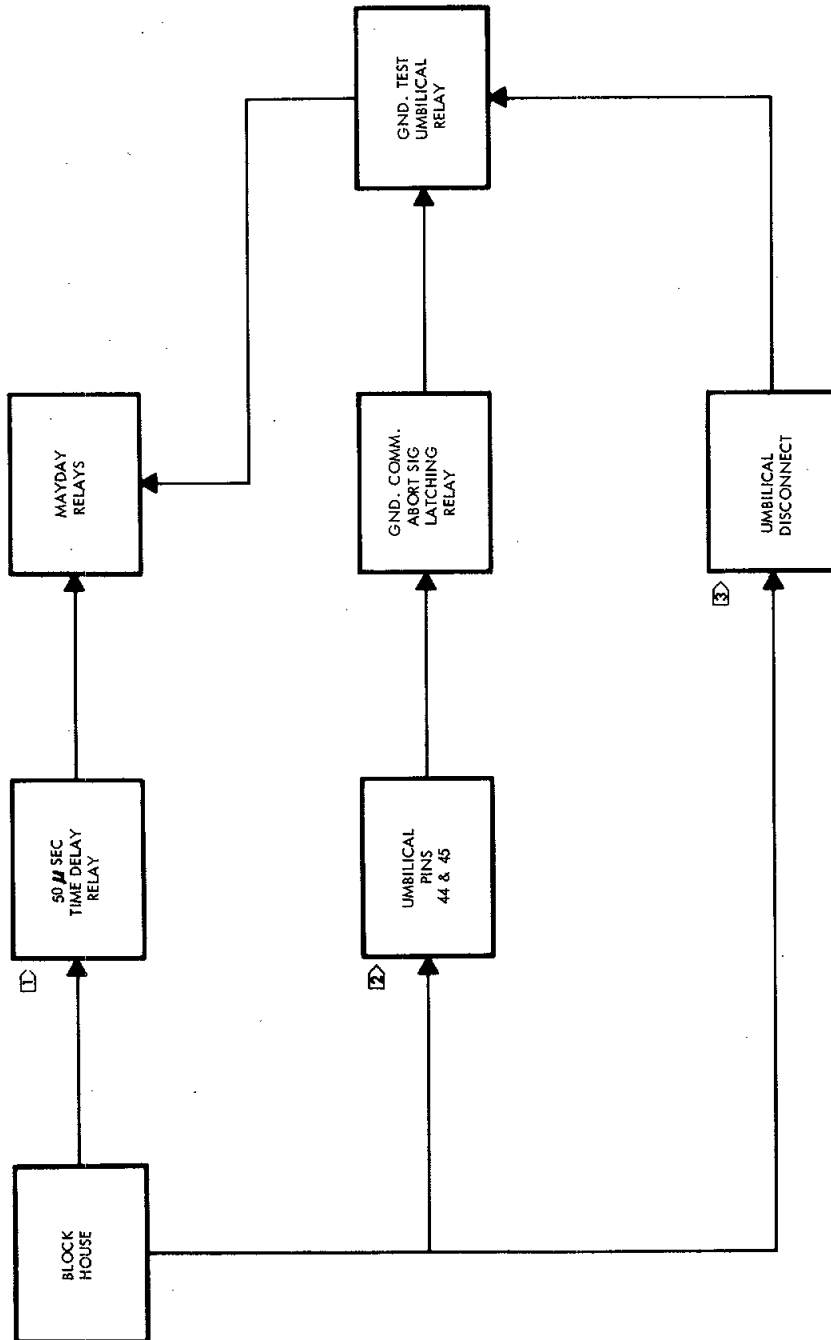 BLOCK
HOUSE
1
50 μ SEC
TIME DELAY
RELAY
MAYDAY
RELAYS
2
UMBILICAL
PINS
44 & 45
GND. COMM.
ABORT SIG
LATCHING
RELAY
GND. TEST
UMBILICAL
RELAY
3
UMBILICAL
DISCONNECT